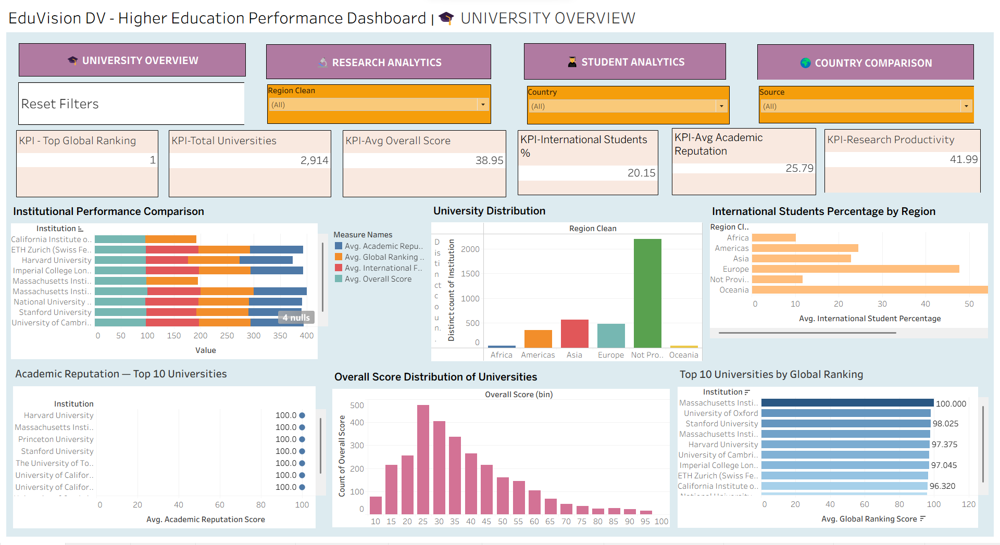 EduVision DV - Higher Education Performance Dashboard | 🎓 UNIVERSITY OVERVIEW
🎓 UNIVERSITY OVERVIEW
🔬 RESEARCH ANALYTICS
👨‍🎓 STUDENT ANALYTICS
🌍 COUNTRY COMPARISON
Reset Filters
Region Clean
(All)
Country
(All)
Source
(All)
KPI - Top Global Ranking
1
KPI-Total Universities
2,914
KPI-Avg Overall Score
38.95
KPI-International Students
%
20.15
KPI-Avg Academic
Reputation
25.79
KPI-Research Productivity
41.99
Institutional Performance Comparison
Institution
California Institute o..
ETH Zurich (Swiss Fe..
Harvard University
Imperial College Lon..
Massachusetts Insti..
Massachusetts Insti..
National University ..
Stanford University
University of Cambri..
4 nulls
0 50 100 150 200 250 300 350 400
Value
Measure Names
Avg. Academic Repu..
Avg. Global Ranking ..
Avg. International F..
Avg. Overall Score
University Distribution
Region Clean
D
is
ti
n
ct
c
o
u
n.
.
Distinct count of Institution
2000
1500
1000
500
0
Africa Americas Asia Europe Not Pro.. Oceania
International Students Percentage by Region
Region Cl..
Africa
Americas
Asia
Europe
Not Provi..
Oceania
0 10 20 30 40 50
Avg. International Student Percentage
Academic Reputation — Top 10 Universities
Institution
Harvard University 100.0
Massachusetts Insti.. 100.0
Princeton University 100.0
Stanford University 100.0
The University of To.. 100.0
University of Califor.. 100.0
University of Califor.. 100.0
0 20 40 60 80 100
Avg. Academic Reputation Score
Overall Score Distribution of Universities
Overall Score (bin)
Count of Overall Score
500
400
300
200
100
0
10 15 20 25 30 35 40 45 50 55 60 65 70 75 80 85 90 95 100
Top 10 Universities by Global Ranking
Institution
Massachusetts Insti.. 100.000
University of Oxford
Stanford University 98.025
Massachusetts Insti..
Harvard University 97.375
University of Cambri..
Imperial College Lon.. 97.045
ETH Zurich (Swiss Fe..
California Institute o.. 96.320
National University ..
0 20 40 60 80 100 120
Avg. Global Ranking Score